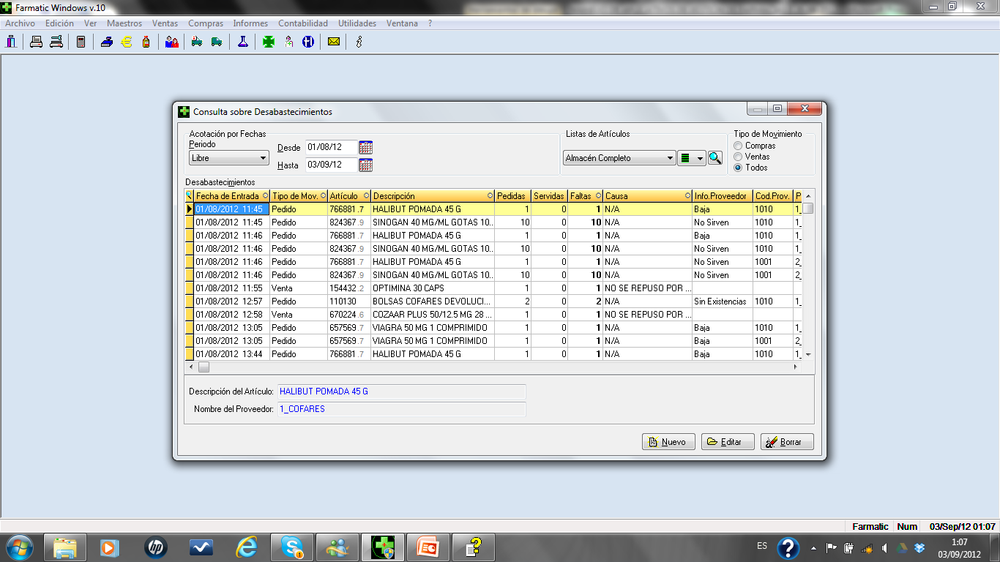 Farmatic Windows v.10
Archivo Edición Ver Maestros Ventas Compras Informes Contabilidad Utilidades Ventana ?
Consulta sobre Desabastecimientos
Acotación por Fechas Listas de Artículos Tipo de Movimiento
Periodo
Libre Desde 01/08/12 Almacén Completo Compras
Ventas
Hasta 03/09/12 Todos
Desabastecimientos
Fecha de Entrada Tipo de Mov. Artículo Descripción Pedidas Servidas Faltas Causa Info.Proveedor Cod.Prov. P
01/08/2012 11:45 Pedido 766881 .7 HALIBUT POMADA 45 G 1 0 1 N/A Baja 1010 1_
01/08/2012 11:45 Pedido 824367 .9 SINOGAN 40 MG/ML GOTAS 10... 10 0 10 N/A No Sirven 1010 1_
01/08/2012 11:46 Pedido 766881 .7 HALIBUT POMADA 45 G 1 0 1 N/A Baja 1010 1_
01/08/2012 11:46 Pedido 824367 .9 SINOGAN 40 MG/ML GOTAS 10... 10 0 10 N/A No Sirven 1010 1_
01/08/2012 11:46 Pedido 766881 .7 HALIBUT POMADA 45 G 1 0 1 N/A No Sirven 1001 2_
01/08/2012 11:46 Pedido 824367 .9 SINOGAN 40 MG/ML GOTAS 10... 10 0 10 N/A No Sirven 1001 2_
01/08/2012 11:55 Venta 154432 .2 OPTIMINA 30 CAPS 1 0 1 NO SE REPUSO POR ...
01/08/2012 12:57 Pedido 110130 BOLSAS COFARES DEVOLUCI... 2 0 2 N/A Sin Existencias 1010 1_
01/08/2012 12:58 Venta 670224 .6 COZAAR PLUS 50/12.5 MG 28 ... 1 0 1 NO SE REPUSO POR ...
01/08/2012 13:05 Pedido 657569 .7 VIAGRA 50 MG 1 COMPRIMIDO 1 0 1 N/A Baja 1010 1_
01/08/2012 13:05 Pedido 657569 .7 VIAGRA 50 MG 1 COMPRIMIDO 1 0 1 N/A Baja 1001 2_
01/08/2012 13:44 Pedido 766881 .7 HALIBUT POMADA 45 G 1 0 1 N/A Baja 1010 1_
Descripción del Artículo: HALIBUT POMADA 45 G
Nombre del Proveedor: 1_COFARES
Nuevo Editar Borrar
Farmatic Num 03/Sep/12 01:07
ES 1:07
03/09/2012